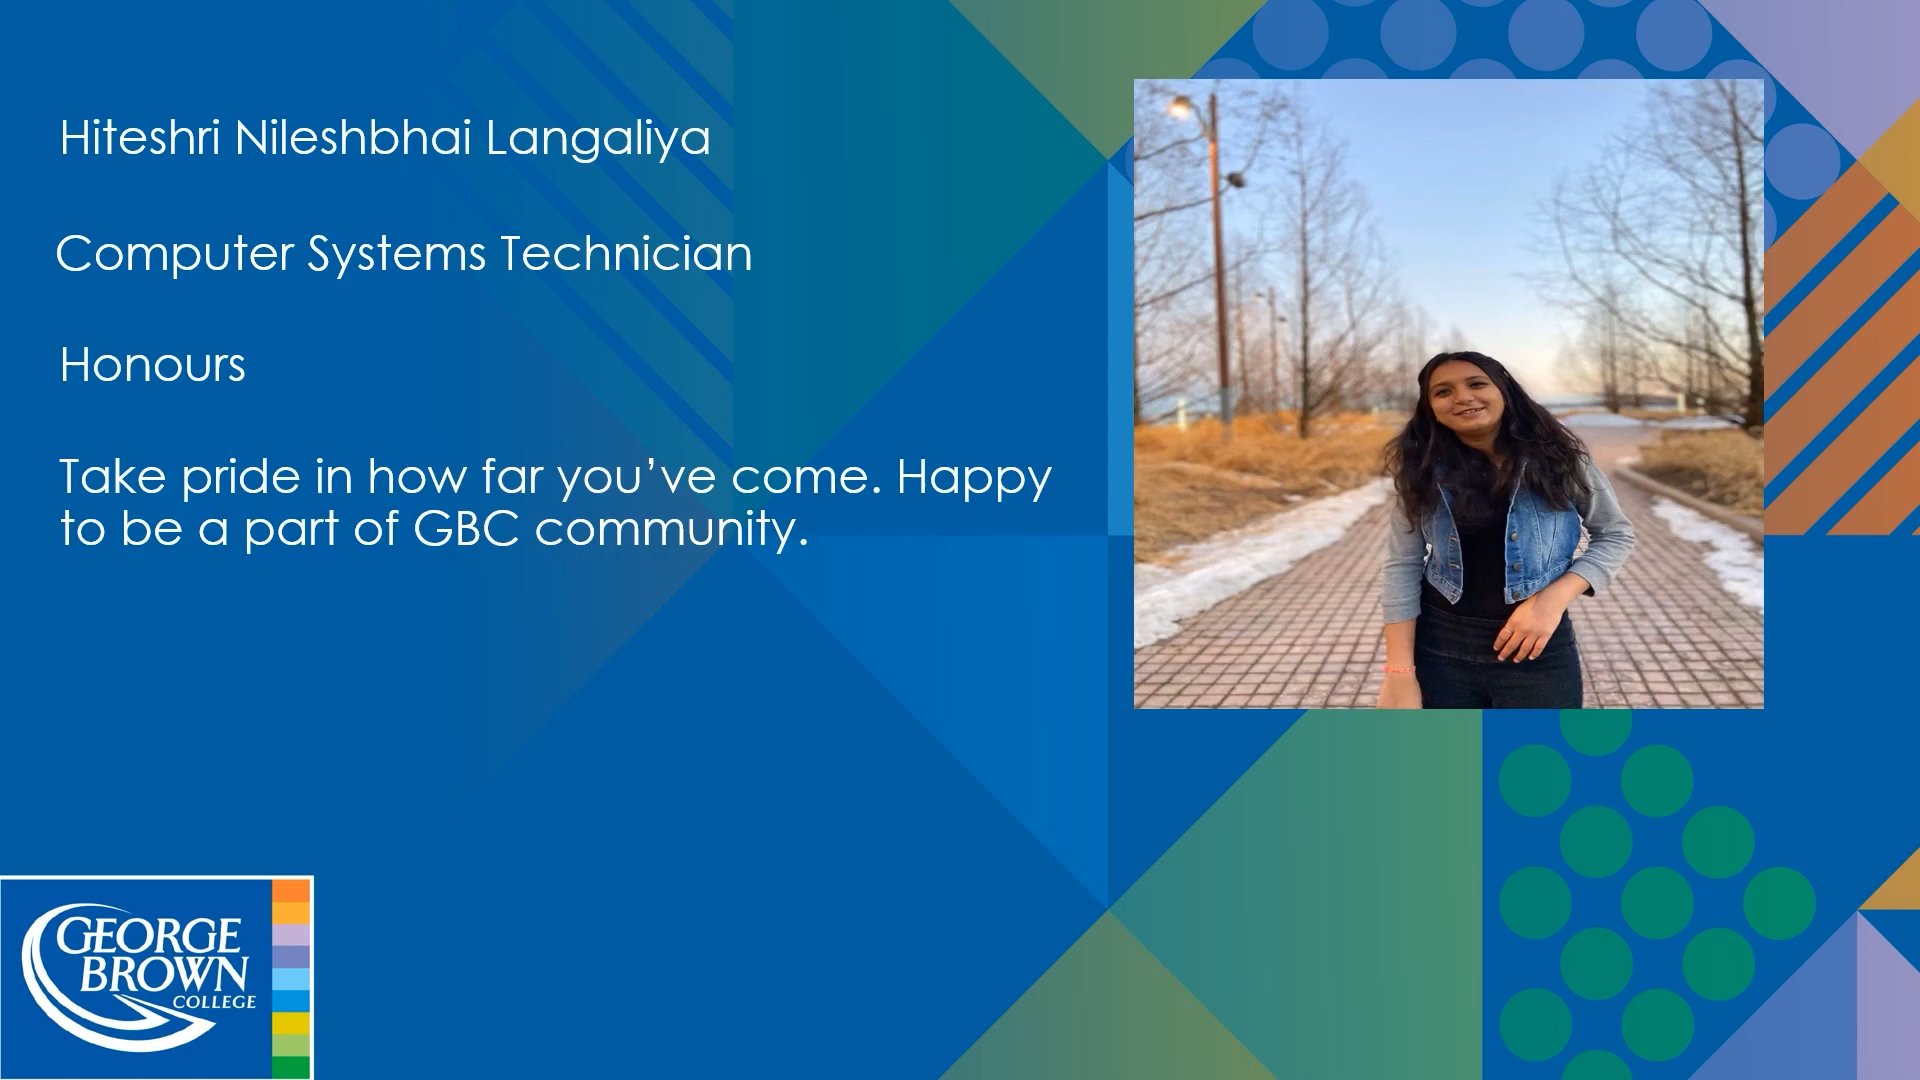 Hiteshri Nileshbhai Langaliya
Computer Systems Technician
Honours
Take pride in how far you’ve come. Happy
to be a part of GBC community.
GEORGE
BROWN
COLLEGE